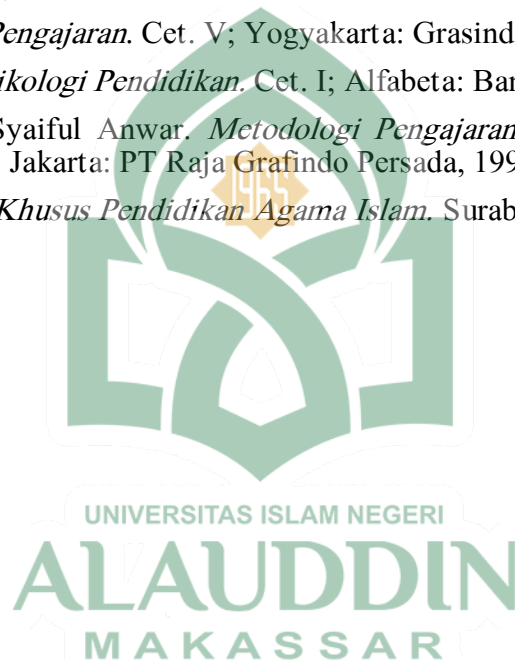 Pengajaran. Cet. V; Yogyakarta: Grasind
ikologi Pendidikan. Cet. I; Alfabeta: Ban
Syaiful Anwar. Metodologi Pengajaran
Jakarta: PT Raja Grafindo Persada, 199
Khusus Pendidikan Agama Islam. Surab
1965
UNIVERSITAS ISLAM NEGERI
ALAUDDIN
MAKASSAR